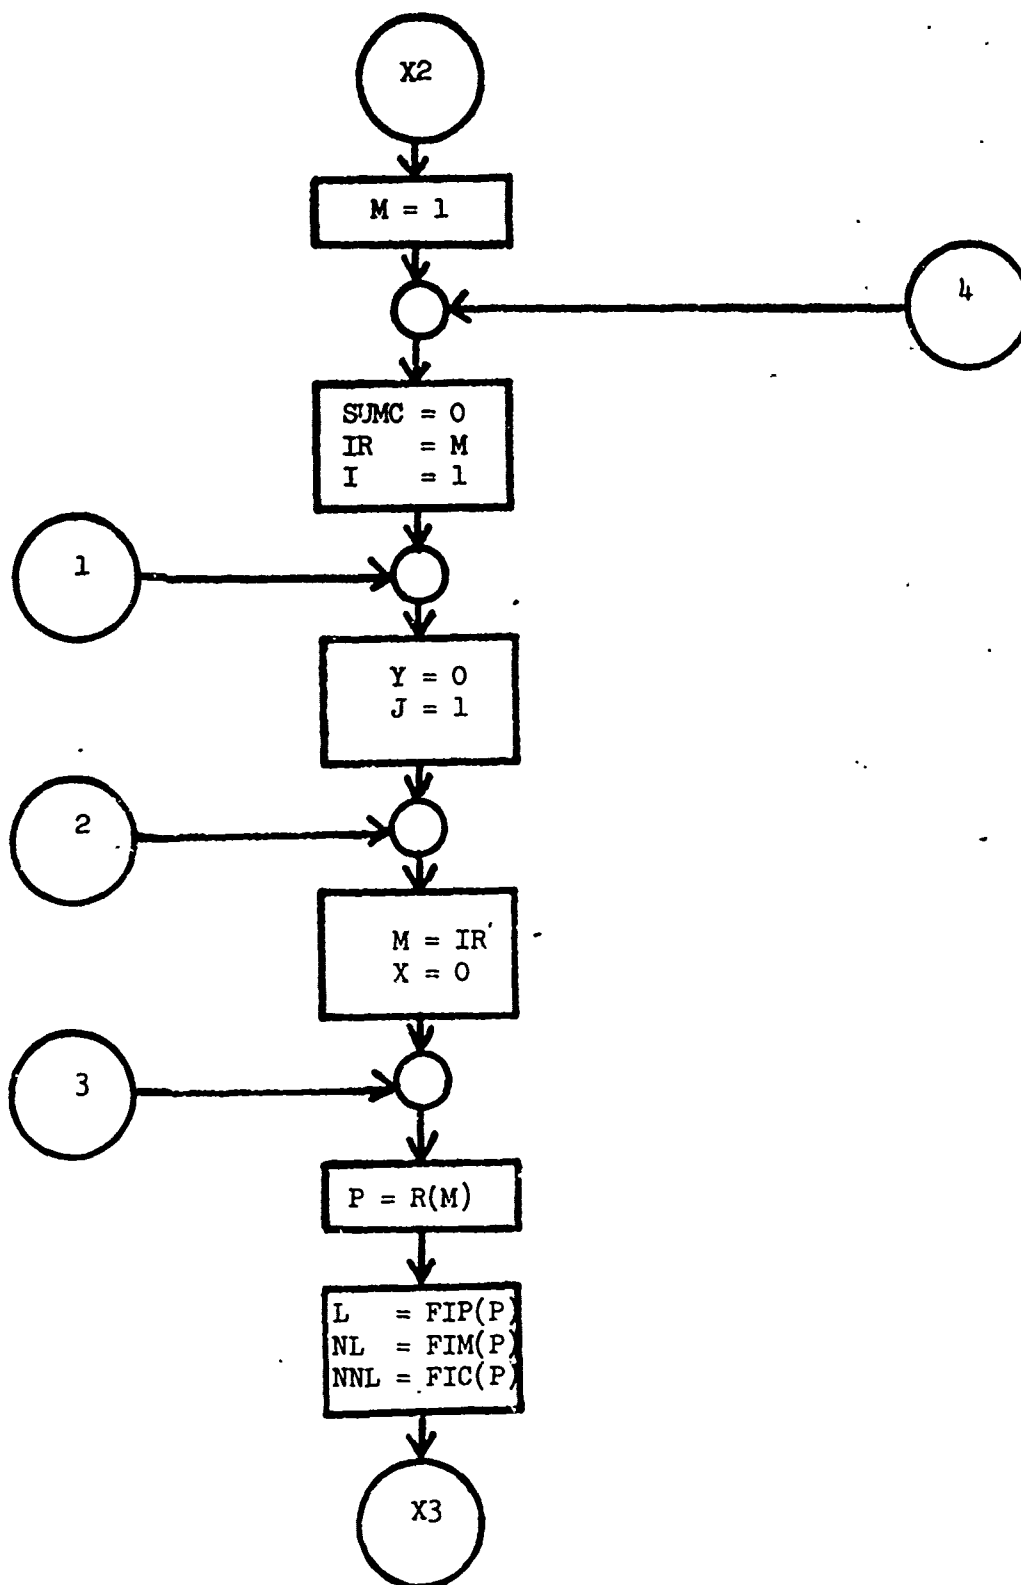 X2
M = 1
4
SUMC = 0
IR = M
I = 1
1
Y = 0
J = 1
2
M = IR
X = 0
3
P = R(M)
L = FIP(P)
NL = FIM(P)
NNL = FIC(P)
X3